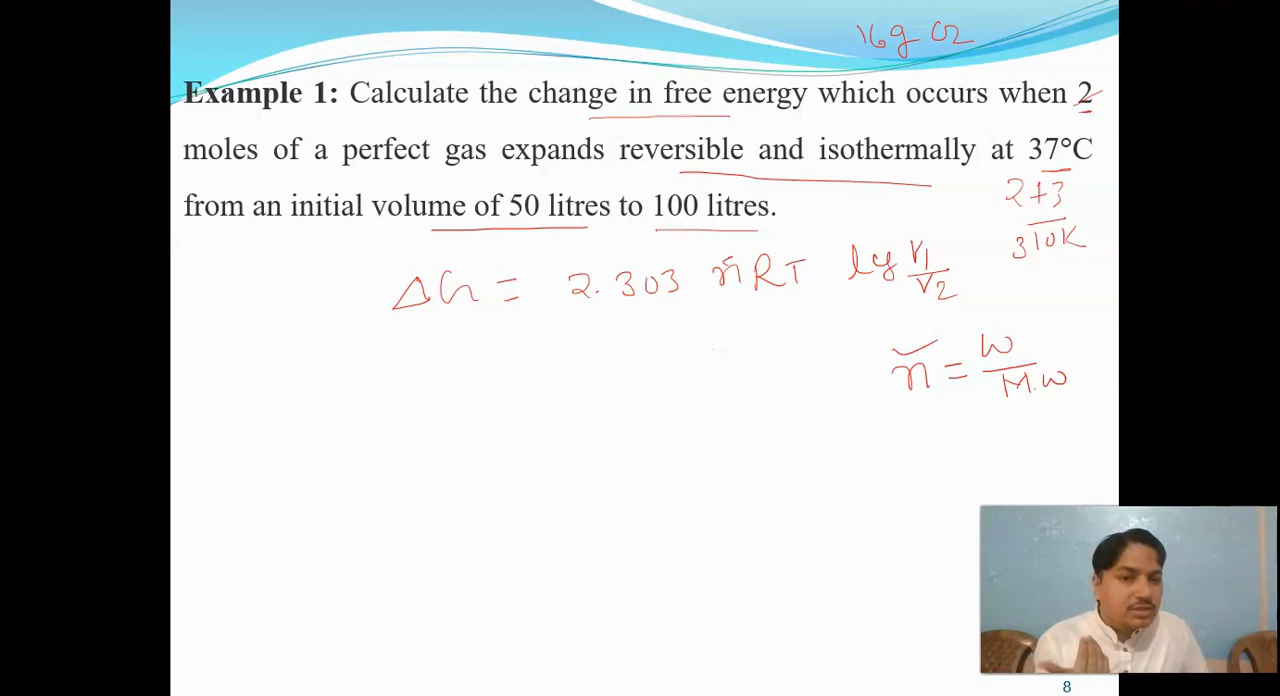 16g O2
Example 1: Calculate the change in free energy which occurs when 2
moles of a perfect gas expands reversible and isothermally at 37°C
from an initial volume of 50 litres to 100 litres.
273
310K
ΔG = 2.303 nRT log V1/V2
n = W/M.W
8